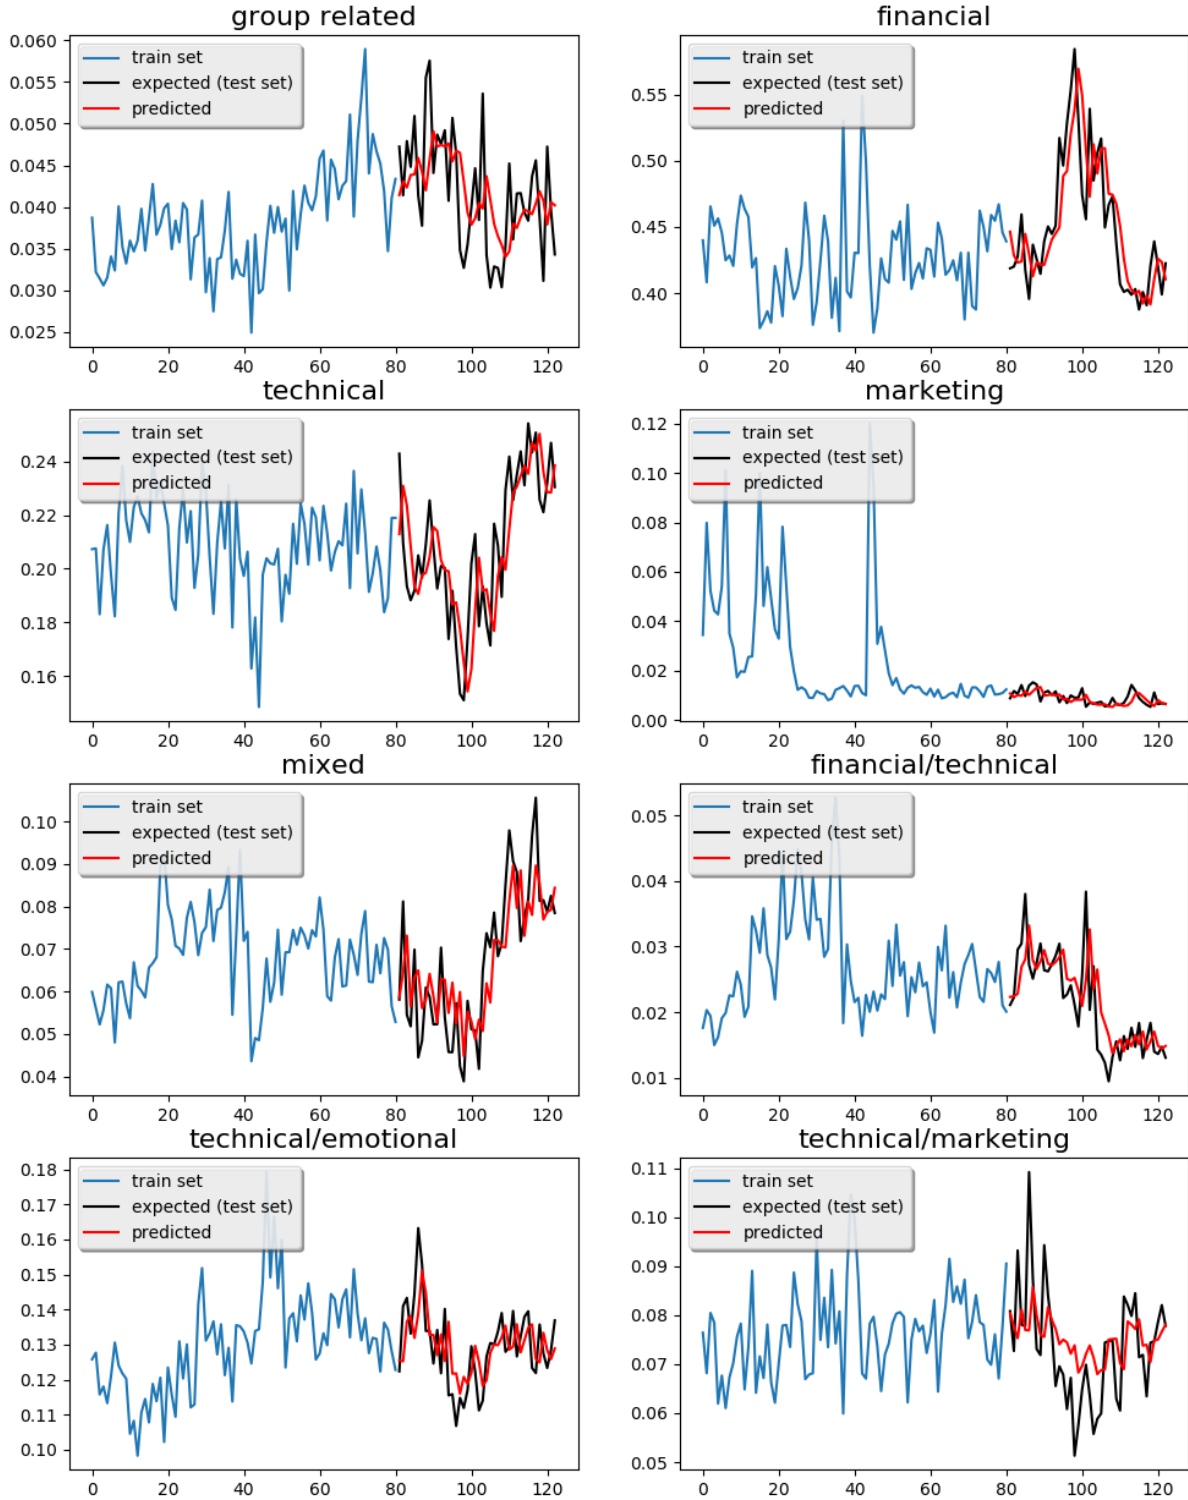 group related
0.060
0.055
0.050
0.045
0.040
0.035
0.030
0.025
train set
expected (test set)
predicted
0 20 40 60 80 100 120
financial
0.55
0.50
0.45
0.40
train set
expected (test set)
predicted
0 20 40 60 80 100 120
technical
0.24
0.22
0.20
0.18
0.16
train set
expected (test set)
predicted
0 20 40 60 80 100 120
marketing
0.12
0.10
0.08
0.06
0.04
0.02
0.00
train set
expected (test set)
predicted
0 20 40 60 80 100 120
mixed
0.10
0.09
0.08
0.07
0.06
0.05
0.04
train set
expected (test set)
predicted
0 20 40 60 80 100 120
financial/technical
0.05
0.04
0.03
0.02
0.01
train set
expected (test set)
predicted
0 20 40 60 80 100 120
technical/emotional
0.18
0.17
0.16
0.15
0.14
0.13
0.12
0.11
0.10
train set
expected (test set)
predicted
0 20 40 60 80 100 120
technical/marketing
0.11
0.10
0.09
0.08
0.07
0.06
0.05
train set
expected (test set)
predicted
0 20 40 60 80 100 120